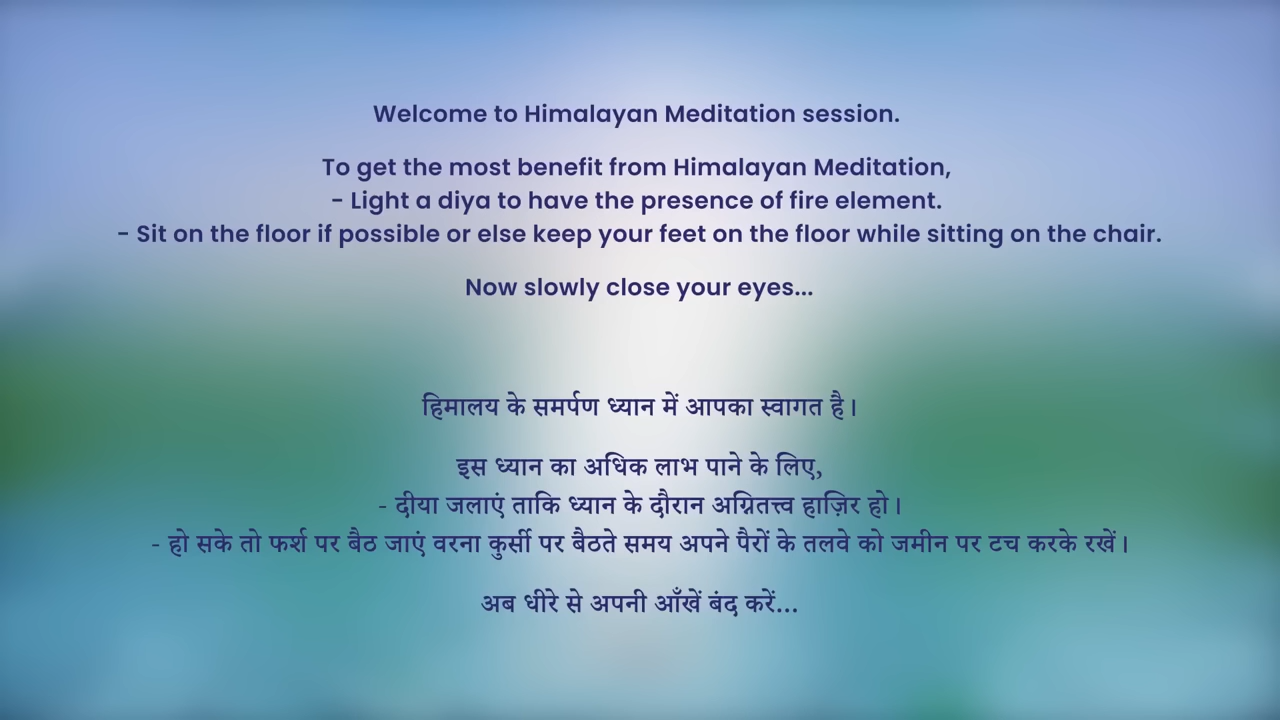 Welcome to Himalayan Meditation session.
To get the most benefit from Himalayan Meditation,
- Light a diya to have the presence of fire element.
- Sit on the floor if possible or else keep your feet on the floor while sitting on the chair.
Now slowly close your eyes...
हिमालय के समर्पण ध्यान में आपका स्वागत है।
इस ध्यान का अधिक लाभ पाने के लिए,
- दीया जलाएं ताकि ध्यान के दौरान अग्नितत्त्व हाज़िर हो।
- हो सके तो फर्श पर बैठ जाएं वरना कुर्सी पर बैठते समय अपने पैरों के तलवे को जमीन पर टच करके रखें।
अब धीरे से अपनी आँखें बंद करें...